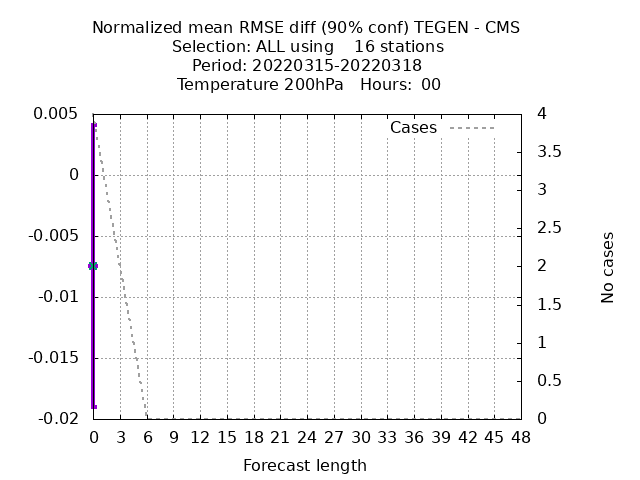 Normalized mean RMSE diff (90% conf) TEGEN - CMS
Selection: ALL using    16 stations
Period: 20220315-20220318
Temperature 200hPa   Hours:  00
Cases
0.005
0
-0.005
-0.01
-0.015
-0.02
4
3.5
3
2.5
2
1.5
1
0.5
0
No cases
0 3 6 9 12 15 18 21 24 27 30 33 36 39 42 45 48
Forecast length